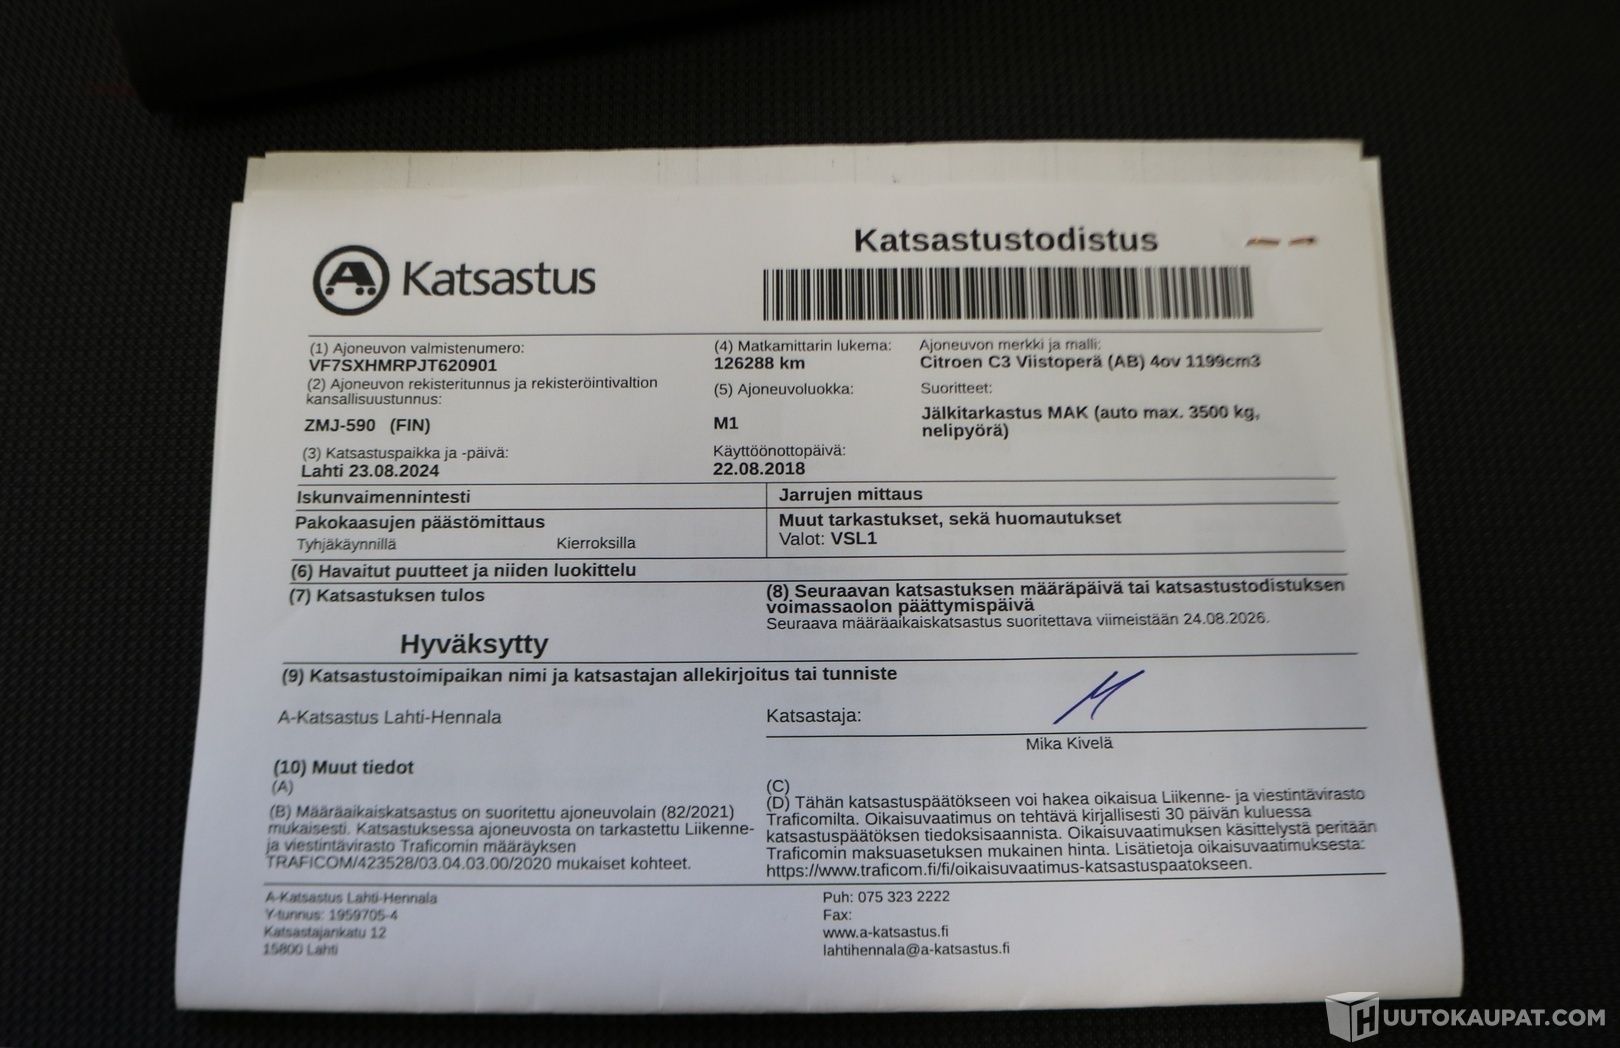 Katsastustodistus
A Katsastus
(1) Ajoneuvon valmistenumero:
VF7SXHMRPJT620901
(2) Ajoneuvon rekisteritunnus ja rekisteröintivaltion
kansallisuustunnus:
ZMJ-590 (FIN)
(3) Katsastuspaikka ja -päivä:
Lahti 23.08.2024
(4) Matkamittarin lukema:
126288 km
(5) Ajoneuvoluokka:
M1
Käyttöönottopäivä:
22.08.2018
Ajoneuvon merkki ja malli:
Citroen C3 Viistoperä (AB) 4ov 1199cm3
Suoritteet:
Jälkitarkastus MAK (auto max. 3500 kg,
nelipyörä)
Iskunvaimennintesti
Jarrujen mittaus
Pakokaasujen päästömittaus
Tyhjäkäynnillä Kierroksilla
Muut tarkastukset, sekä huomautukset
Valot: VSL1
(6) Havaitut puutteet ja niiden luokittelu
(7) Katsastuksen tulos
Hyväksytty
(8) Seuraavan katsastuksen määräpäivä tai katsastustodistuksen
voimassaolon päättymispäivä
Seuraava määräaikaiskatsastus suoritettava viimeistään 24.08.2026.
(9) Katsastustoimipaikan nimi ja katsastajan allekirjoitus tai tunniste
A-Katsastus Lahti-Hennala
Katsastaja:
Mika Kivelä
(10) Muut tiedot
(A)
(B) Määräaikaiskatsastus on suoritettu ajoneuvolain (82/2021)
mukaisesti. Katsastuksessa ajoneuvosta on tarkastettu Liikenne-
ja viestintävirasto Traficomin määräyksen
TRAFICOM/423528/03.04.03.00/2020 mukaiset kohteet.
(C)
(D) Tähän katsastuspäätökseen voi hakea oikaisua Liikenne- ja viestintävirasto
Traficomilta. Oikaisuvaatimus on tehtävä kirjallisesti 30 päivän kuluessa
katsastuspäätöksen tiedoksisaannista. Oikaisuvaatimuksen käsittelystä peritään
Traficomin maksuasetuksen mukainen hinta. Lisätietoja oikaisuvaatimuksesta:
https://www.traficom.fi/fi/oikaisuvaatimus-katsastuspaatokseen.
A-Katsastus Lahti-Hennala
Y-tunnus: 1959705-4
Katsastajankatu 12
15800 Lahti
Puh: 075 323 2222
Fax:
www.a-katsastus.fi
lahtihennala@a-katsastus.fi
HUUTOKAUPAT.COM